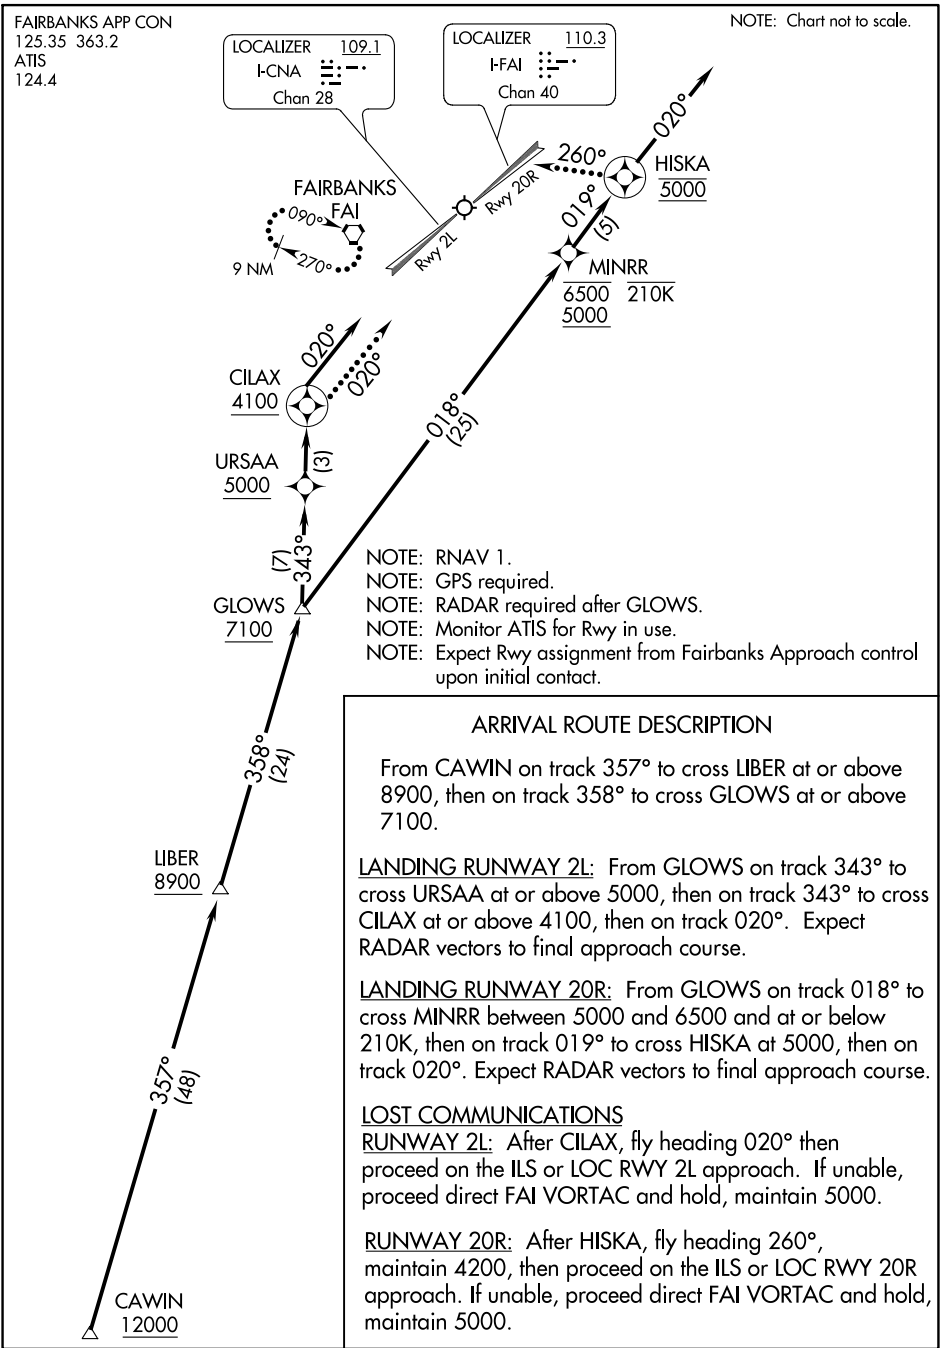 FAIRBANKS APP CON
125.35 363.2
ATIS
124.4
NOTE: Chart not to scale.
LOCALIZER 109.1
I-CNA
Chan 28
LOCALIZER 110.3
I-FAI
Chan 40
020°
HISKA
5000
260°
Rwy 20R
Rwy 2L
019°
(5)
FAIRBANKS
FAI
090°
270°
9 NM
MINRR
6500 210K
5000
020°
020°
CILAX
4100
018°
(25)
URSAA
5000
(3)
(7)
343°
GLOWS
7100
NOTE: RNAV 1.
NOTE: GPS required.
NOTE: RADAR required after GLOWS.
NOTE: Monitor ATIS for Rwy in use.
NOTE: Expect Rwy assignment from Fairbanks Approach control
upon initial contact.
358°
(24)
LIBER
8900
357°
(48)
CAWIN
12000
ARRIVAL ROUTE DESCRIPTION
From CAWIN on track 357° to cross LIBER at or above
8900, then on track 358° to cross GLOWS at or above
7100.
LANDING RUNWAY 2L: From GLOWS on track 343° to
cross URSAA at or above 5000, then on track 343° to cross
CILAX at or above 4100, then on track 020°. Expect
RADAR vectors to final approach course.
LANDING RUNWAY 20R: From GLOWS on track 018° to
cross MINRR between 5000 and 6500 and at or below
210K, then on track 019° to cross HISKA at 5000, then on
track 020°. Expect RADAR vectors to final approach course.
LOST COMMUNICATIONS
RUNWAY 2L: After CILAX, fly heading 020° then
proceed on the ILS or LOC RWY 2L approach. If unable,
proceed direct FAI VORTAC and hold, maintain 5000.
RUNWAY 20R: After HISKA, fly heading 260°,
maintain 4200, then proceed on the ILS or LOC RWY 20R
approach. If unable, proceed direct FAI VORTAC and hold,
maintain 5000.